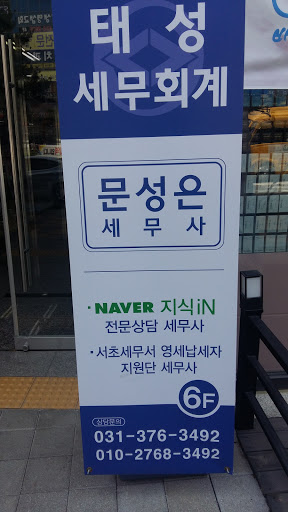 태성
세무회계
문성은
세무사
· NAVER 지식iN
전문상담 세무사
· 서초세무서 영세납세자
지원단 세무사
6F
상담문의
031-376-3492
010-2768-3492